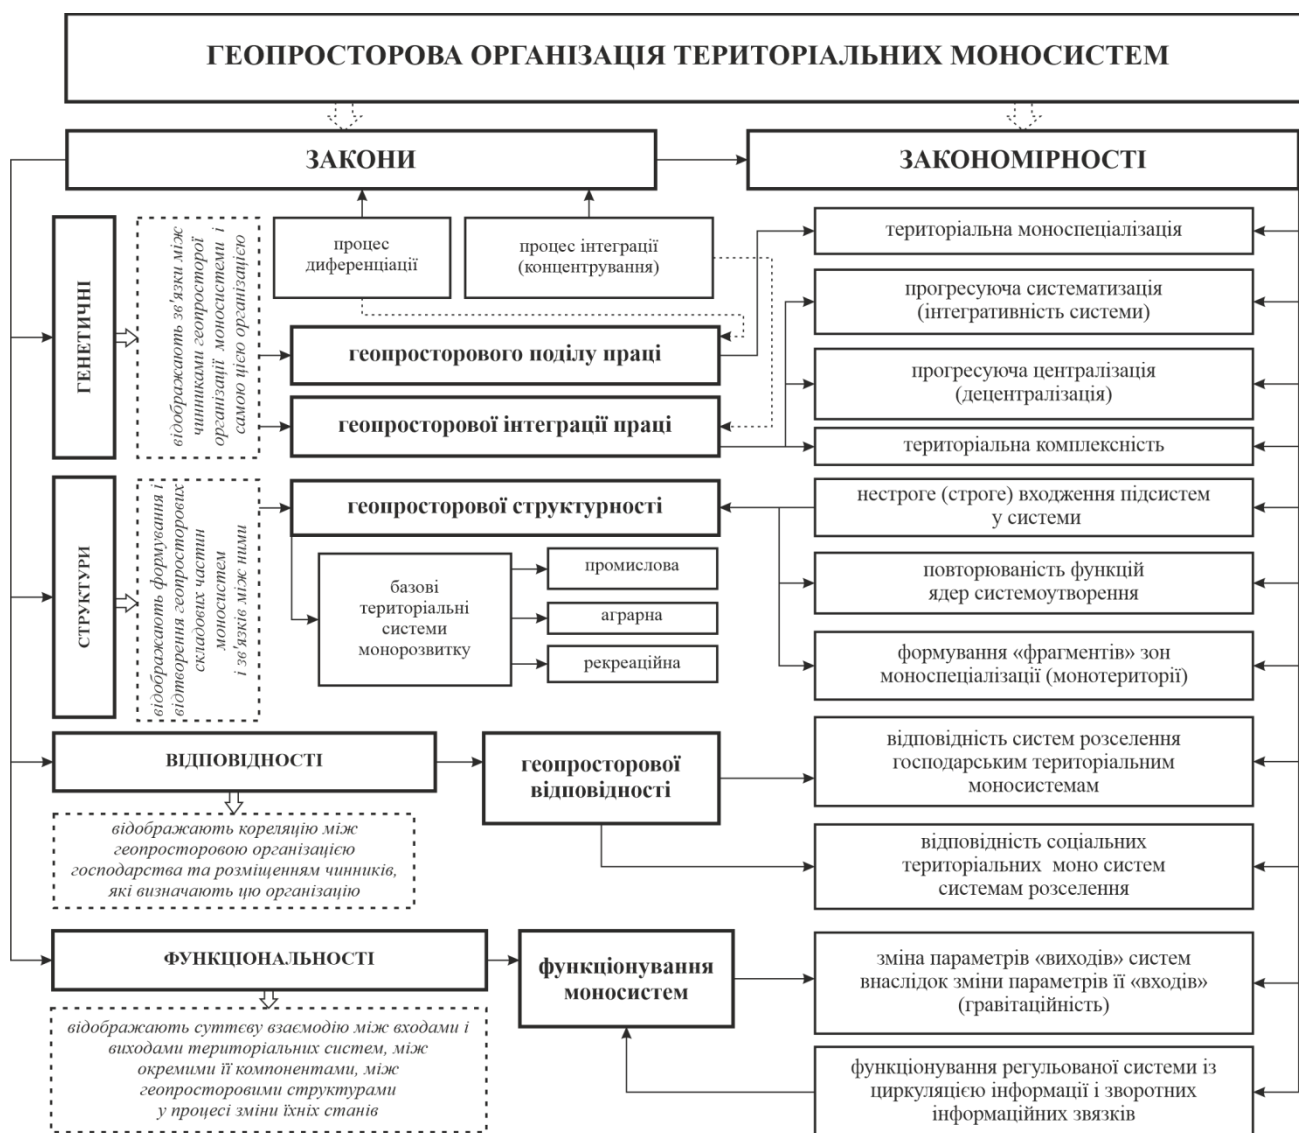 ГЕОПРОСТОРОВА ОРГАНІЗАЦІЯ ТЕРИТОРІАЛЬНИХ МОНОСИСТЕМ
ЗАКОНИ
ЗАКОНОМІРНОСТІ
ГЕНЕТИЧНІ
відображають зв'язки між
чинниками геопросторої
організації моносистеми і
самою цією організацією
процес
диференціації
процес інтеграції
(концентрування)
геопросторового поділу праці
геопросторової інтеграції праці
територіальна моноспеціалізація
прогресуюча систематизація
(інтегративність системи)
прогресуюча централізація
(децентралізація)
територіальна комплексність
СТРУКТУРИ
відображають формування і
відтворення геопросторових
складових частин
моносистем
і зв'язків між ними
геопросторової структурності
базові
територіальні
системи
монорозвитку
промислова
аграрна
рекреаційна
нестроге (строге) входження підсистем
у системи
повторюваність функцій
ядер системоутворення
формування «фрагментів» зон
моноспеціалізації (монотериторії)
ВІДПОВІДНОСТІ
відображають кореляцію між
геопросторовою організацією
господарства та розміщенням чинників,
які визначають цю організацію
геопросторової
відповідності
відповідність систем розселення
господарським територіальним
моносистемам
відповідність соціальних
територіальних моно систем
системам розселення
ФУНКЦІОНАЛЬНОСТІ
відображають суттєву взаємодію між входами і
виходами територіальних систем, між
окремими її компонентами, між
геопросторовими структурами
у процесі зміни їхніх станів
функціонування
моносистем
зміна параметрів «виходів» систем
внаслідок зміни параметрів її «входів»
(гравітаційність)
функціонування регульованої системи із
циркуляцією інформації і зворотних
інформаційних звязків